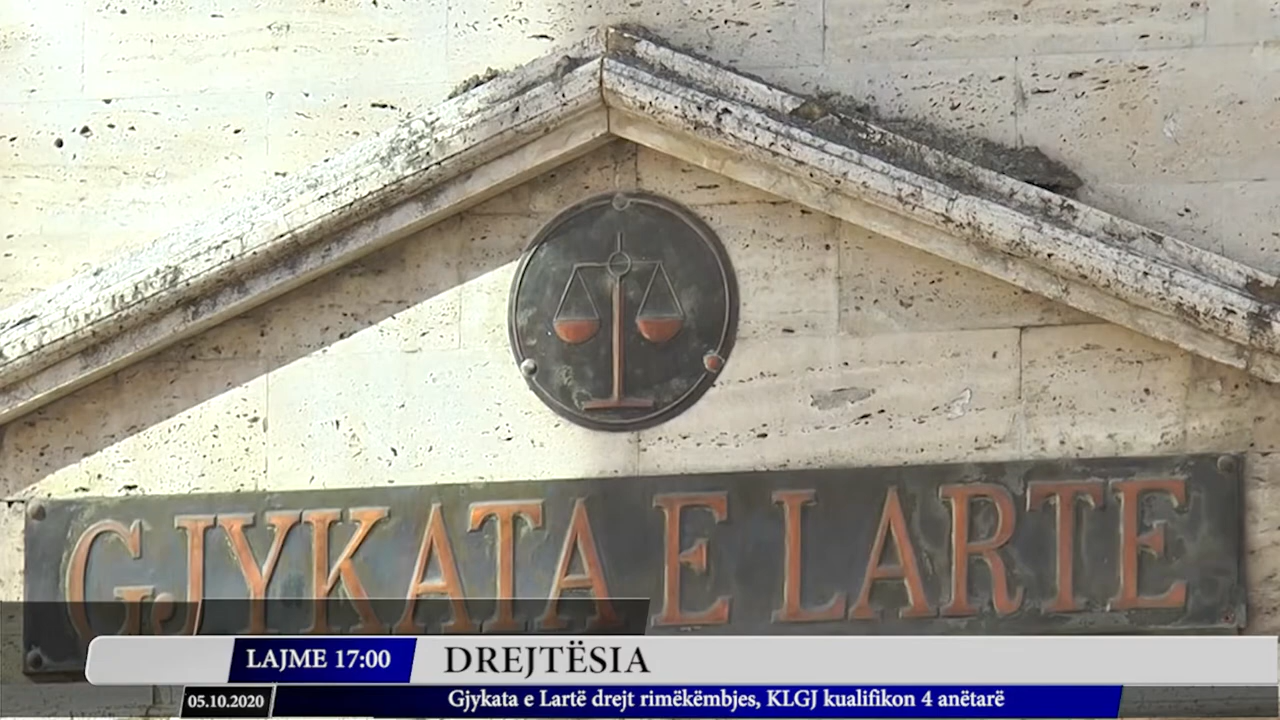 GJYKATA E LARTE
LAJME 17:00
DREJTËSIA
05.10.2020
Gjykata e Lartë drejt rimëkëmbjes, KLGJ kualifikon 4 anëtarë